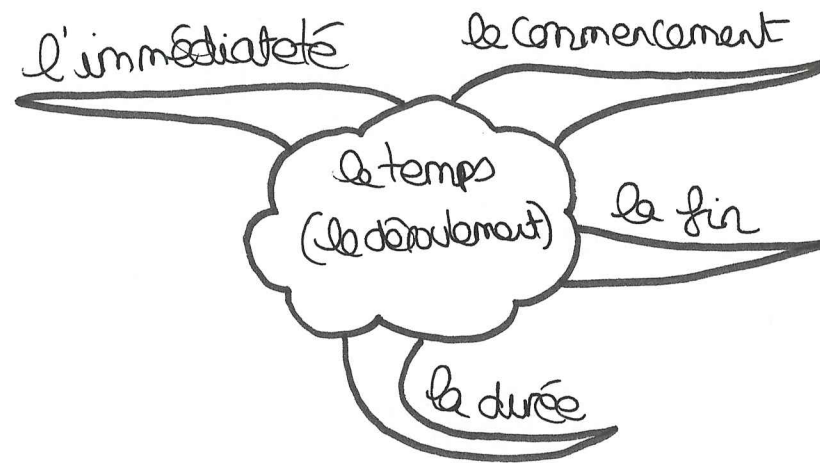 l'immédiateté
le commencement
le temps
(le déroulement)
la fin
la durée